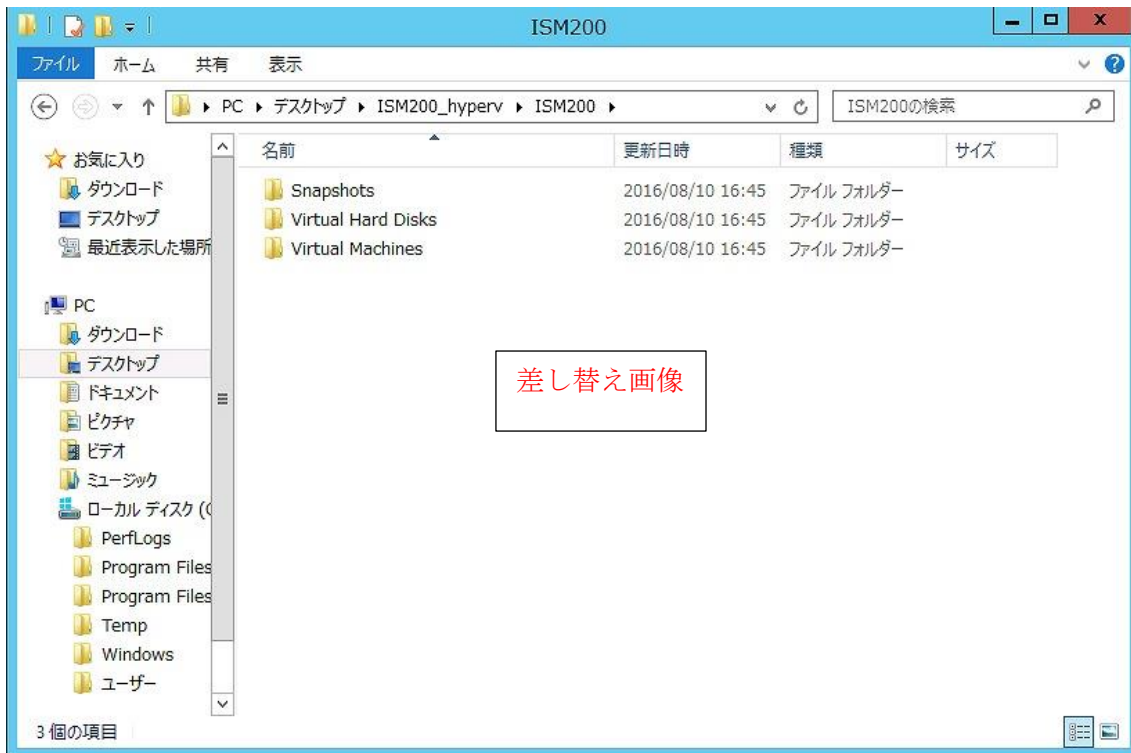 ISM200
ファイル ホーム 共有 表示
PC デスクトップ ISM200_hyperv ISM200 ISM200の検索
お気に入り
ダウンロード
デスクトップ
最近表示した場所
PC
ダウンロード
デスクトップ
ドキュメント
ピクチャ
ビデオ
ミュージック
ローカル ディスク (C
PerfLogs
Program Files
Program Files
Temp
Windows
ユーザー
名前 更新日時 種類 サイズ
Snapshots 2016/08/10 16:45 ファイル フォルダー
Virtual Hard Disks 2016/08/10 16:45 ファイル フォルダー
Virtual Machines 2016/08/10 16:45 ファイル フォルダー
差し替え画像
3 個の項目